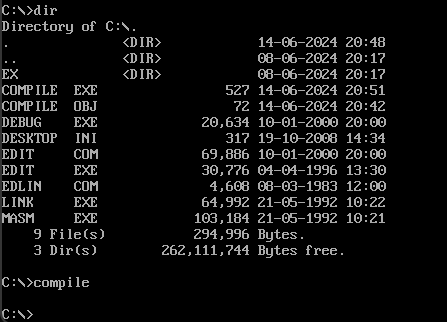 C:\>dir
Directory of C:\.
. <DIR> 14-06-2024 20:48
.. <DIR> 08-06-2024 20:17
EX <DIR> 08-06-2024 20:17
COMPILE EXE 527 14-06-2024 20:51
COMPILE OBJ 72 14-06-2024 20:42
DEBUG EXE 20,634 10-01-2000 20:00
DESKTOP INI 317 19-10-2008 14:34
EDIT COM 69,886 10-01-2000 20:00
EDIT EXE 30,776 04-04-1996 13:30
EDLIN COM 4,608 08-03-1983 12:00
LINK EXE 64,992 21-05-1992 10:22
MASM EXE 103,184 21-05-1992 10:21
9 File(s) 294,996 Bytes.
3 Dir(s) 262,111,744 Bytes free.
C:\>compile
C:\>